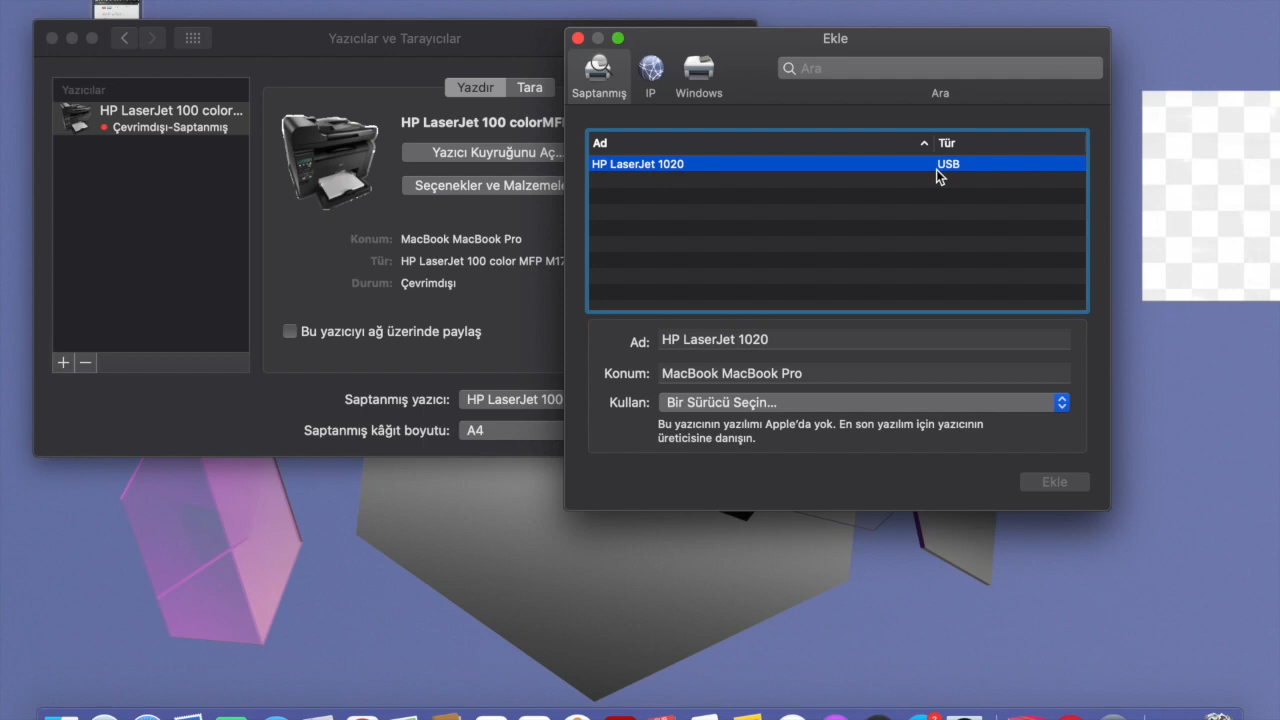 Yazıcılar ve Tarayıcılar
Yazıcılar
HP LaserJet 100 color...
Çevrimdışı-Saptanmış
Yazdır
Tara
HP LaserJet 100 colorMF
Yazıcı Kuyruğunu Aç...
Seçenekler ve Malzemele
Konum: MacBook MacBook Pro
Tür: HP LaserJet 100 color MFP M17
Durum: Çevrimdışı
Bu yazıcıyı ağ üzerinde paylaş
+ −
Saptanmış yazıcı: HP LaserJet 100
Saptanmış kâğıt boyutu: A4
Ekle
Saptanmış
IP
Windows
Ara
Ara
Ad
Tür
HP LaserJet 1020
USB
Ad: HP LaserJet 1020
Konum: MacBook MacBook Pro
Kullan: Bir Sürücü Seçin...
Bu yazıcının yazılımı Apple'da yok. En son yazılım için yazıcının
üreticisine danışın.
Ekle